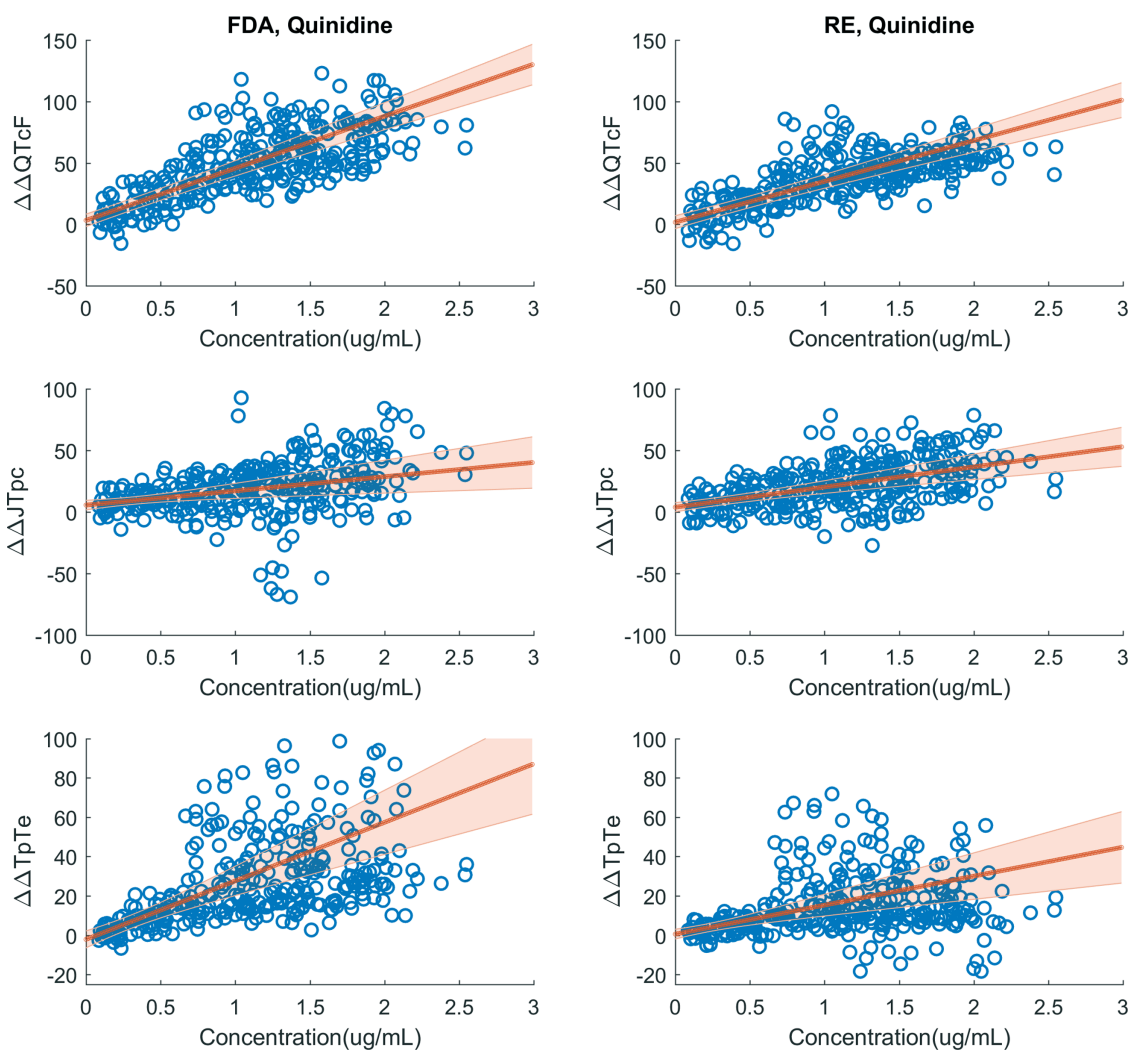 FDA, Quinidine
150
100
50
0
-50
ΔΔQTcF
0 0.5 1 1.5 2 2.5 3
Concentration(ug/mL)
RE, Quinidine
150
100
50
0
-50
ΔΔQTcF
0 0.5 1 1.5 2 2.5 3
Concentration(ug/mL)
100
50
0
-50
-100
ΔΔJTpc
0 0.5 1 1.5 2 2.5 3
Concentration(ug/mL)
100
50
0
-50
-100
ΔΔJTpc
0 0.5 1 1.5 2 2.5 3
Concentration(ug/mL)
100
80
60
40
20
0
-20
ΔΔTpTe
0 0.5 1 1.5 2 2.5 3
Concentration(ug/mL)
100
80
60
40
20
0
-20
ΔΔTpTe
0 0.5 1 1.5 2 2.5 3
Concentration(ug/mL)